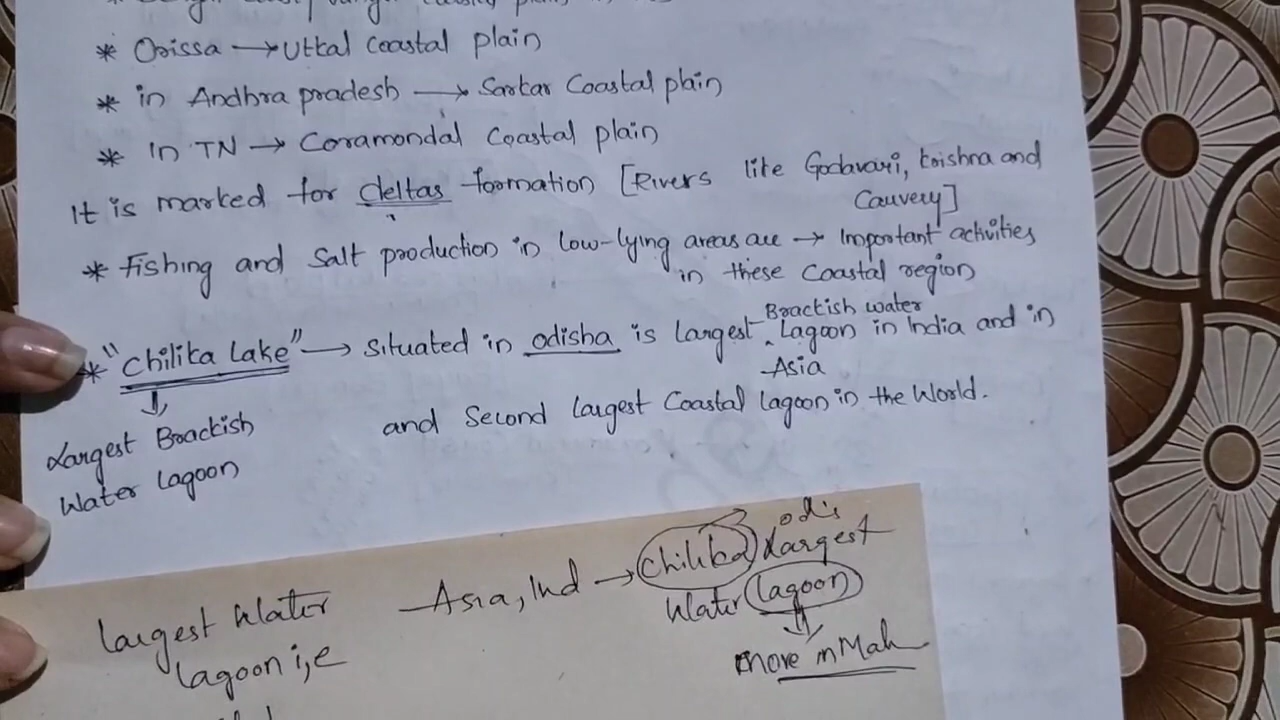 * Orissa → Utkal Coastal plain
* in Andhra pradesh → Sarkar Coastal plain
* In TN → Coramondal Coastal plain
It is marked for deltas formation [Rivers like Godavari, krishna and
Cauvery]
* Fishing and Salt production in low-lying areas are → Important activities
in these Coastal region
* "Chilika Lake" → Situated in odisha is largest Brackish water Lagoon in India and in
Asia
and Second largest Coastal lagoon in the World.
Largest Brackish
Water Lagoon
odis
Asia, Ind → Chilika Largest
Largest Water
Water lagoon
lagoon i,e
more in Mah